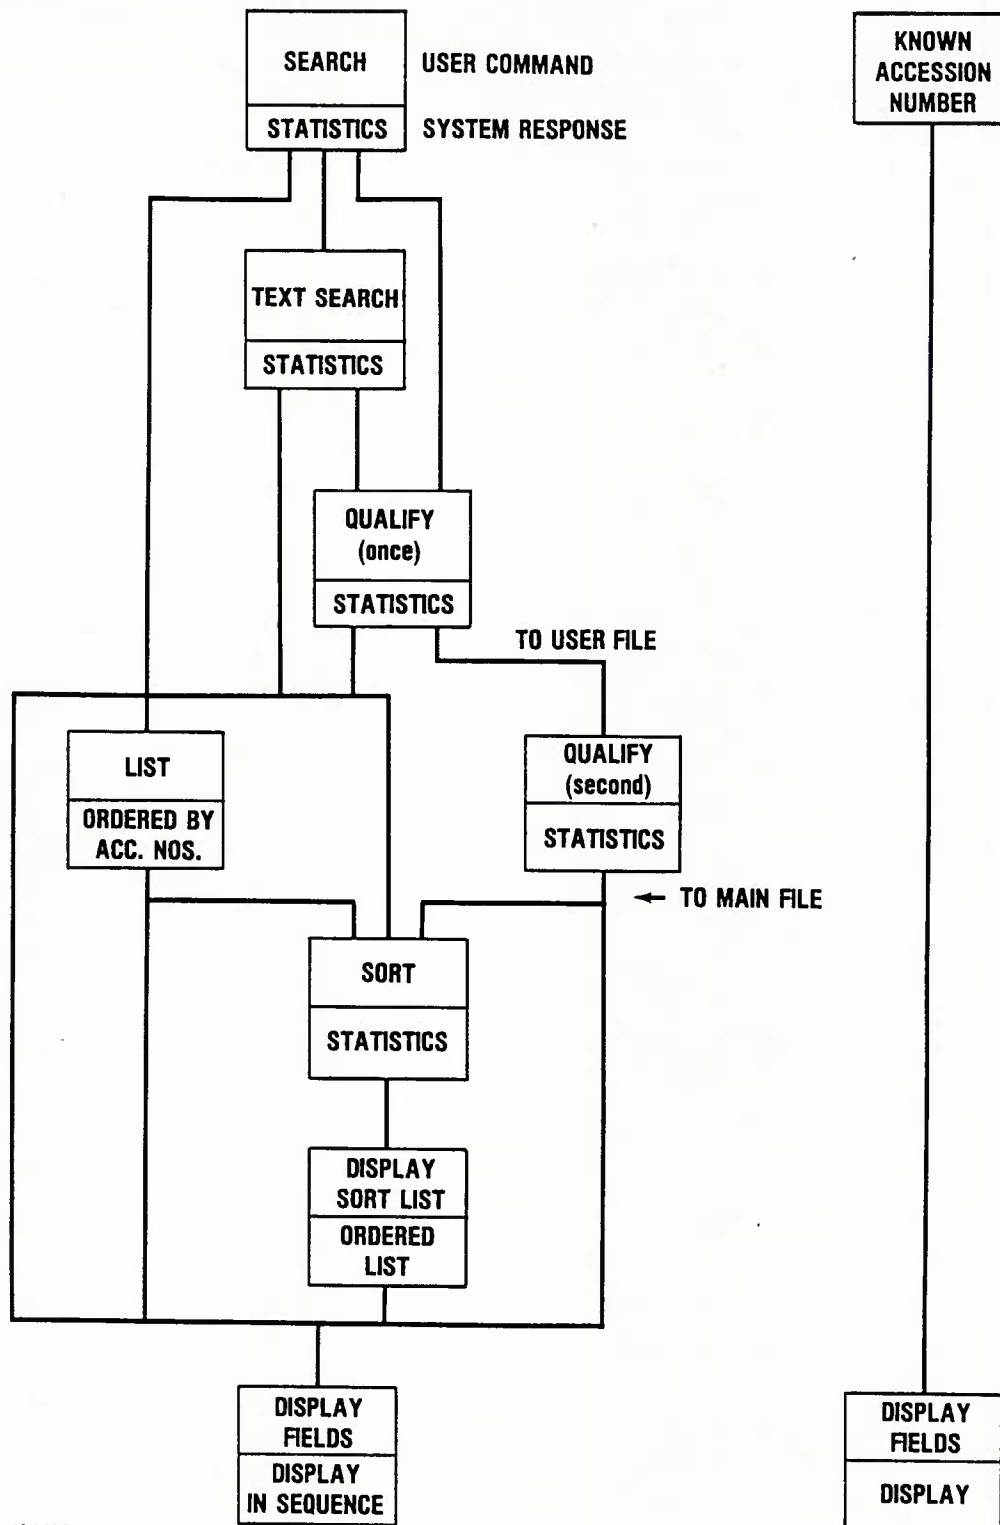 SEARCH
USER COMMAND
STATISTICS
SYSTEM RESPONSE
KNOWN
ACCESSION
NUMBER
TEXT SEARCH
STATISTICS
QUALIFY
(once)
STATISTICS
TO USER FILE
LIST
ORDERED BY
ACC. NOS.
QUALIFY
(second)
STATISTICS
← TO MAIN FILE
SORT
STATISTICS
DISPLAY
SORT LIST
ORDERED
LIST
DISPLAY
FIELDS
DISPLAY
IN SEQUENCE
DISPLAY
FIELDS
DISPLAY